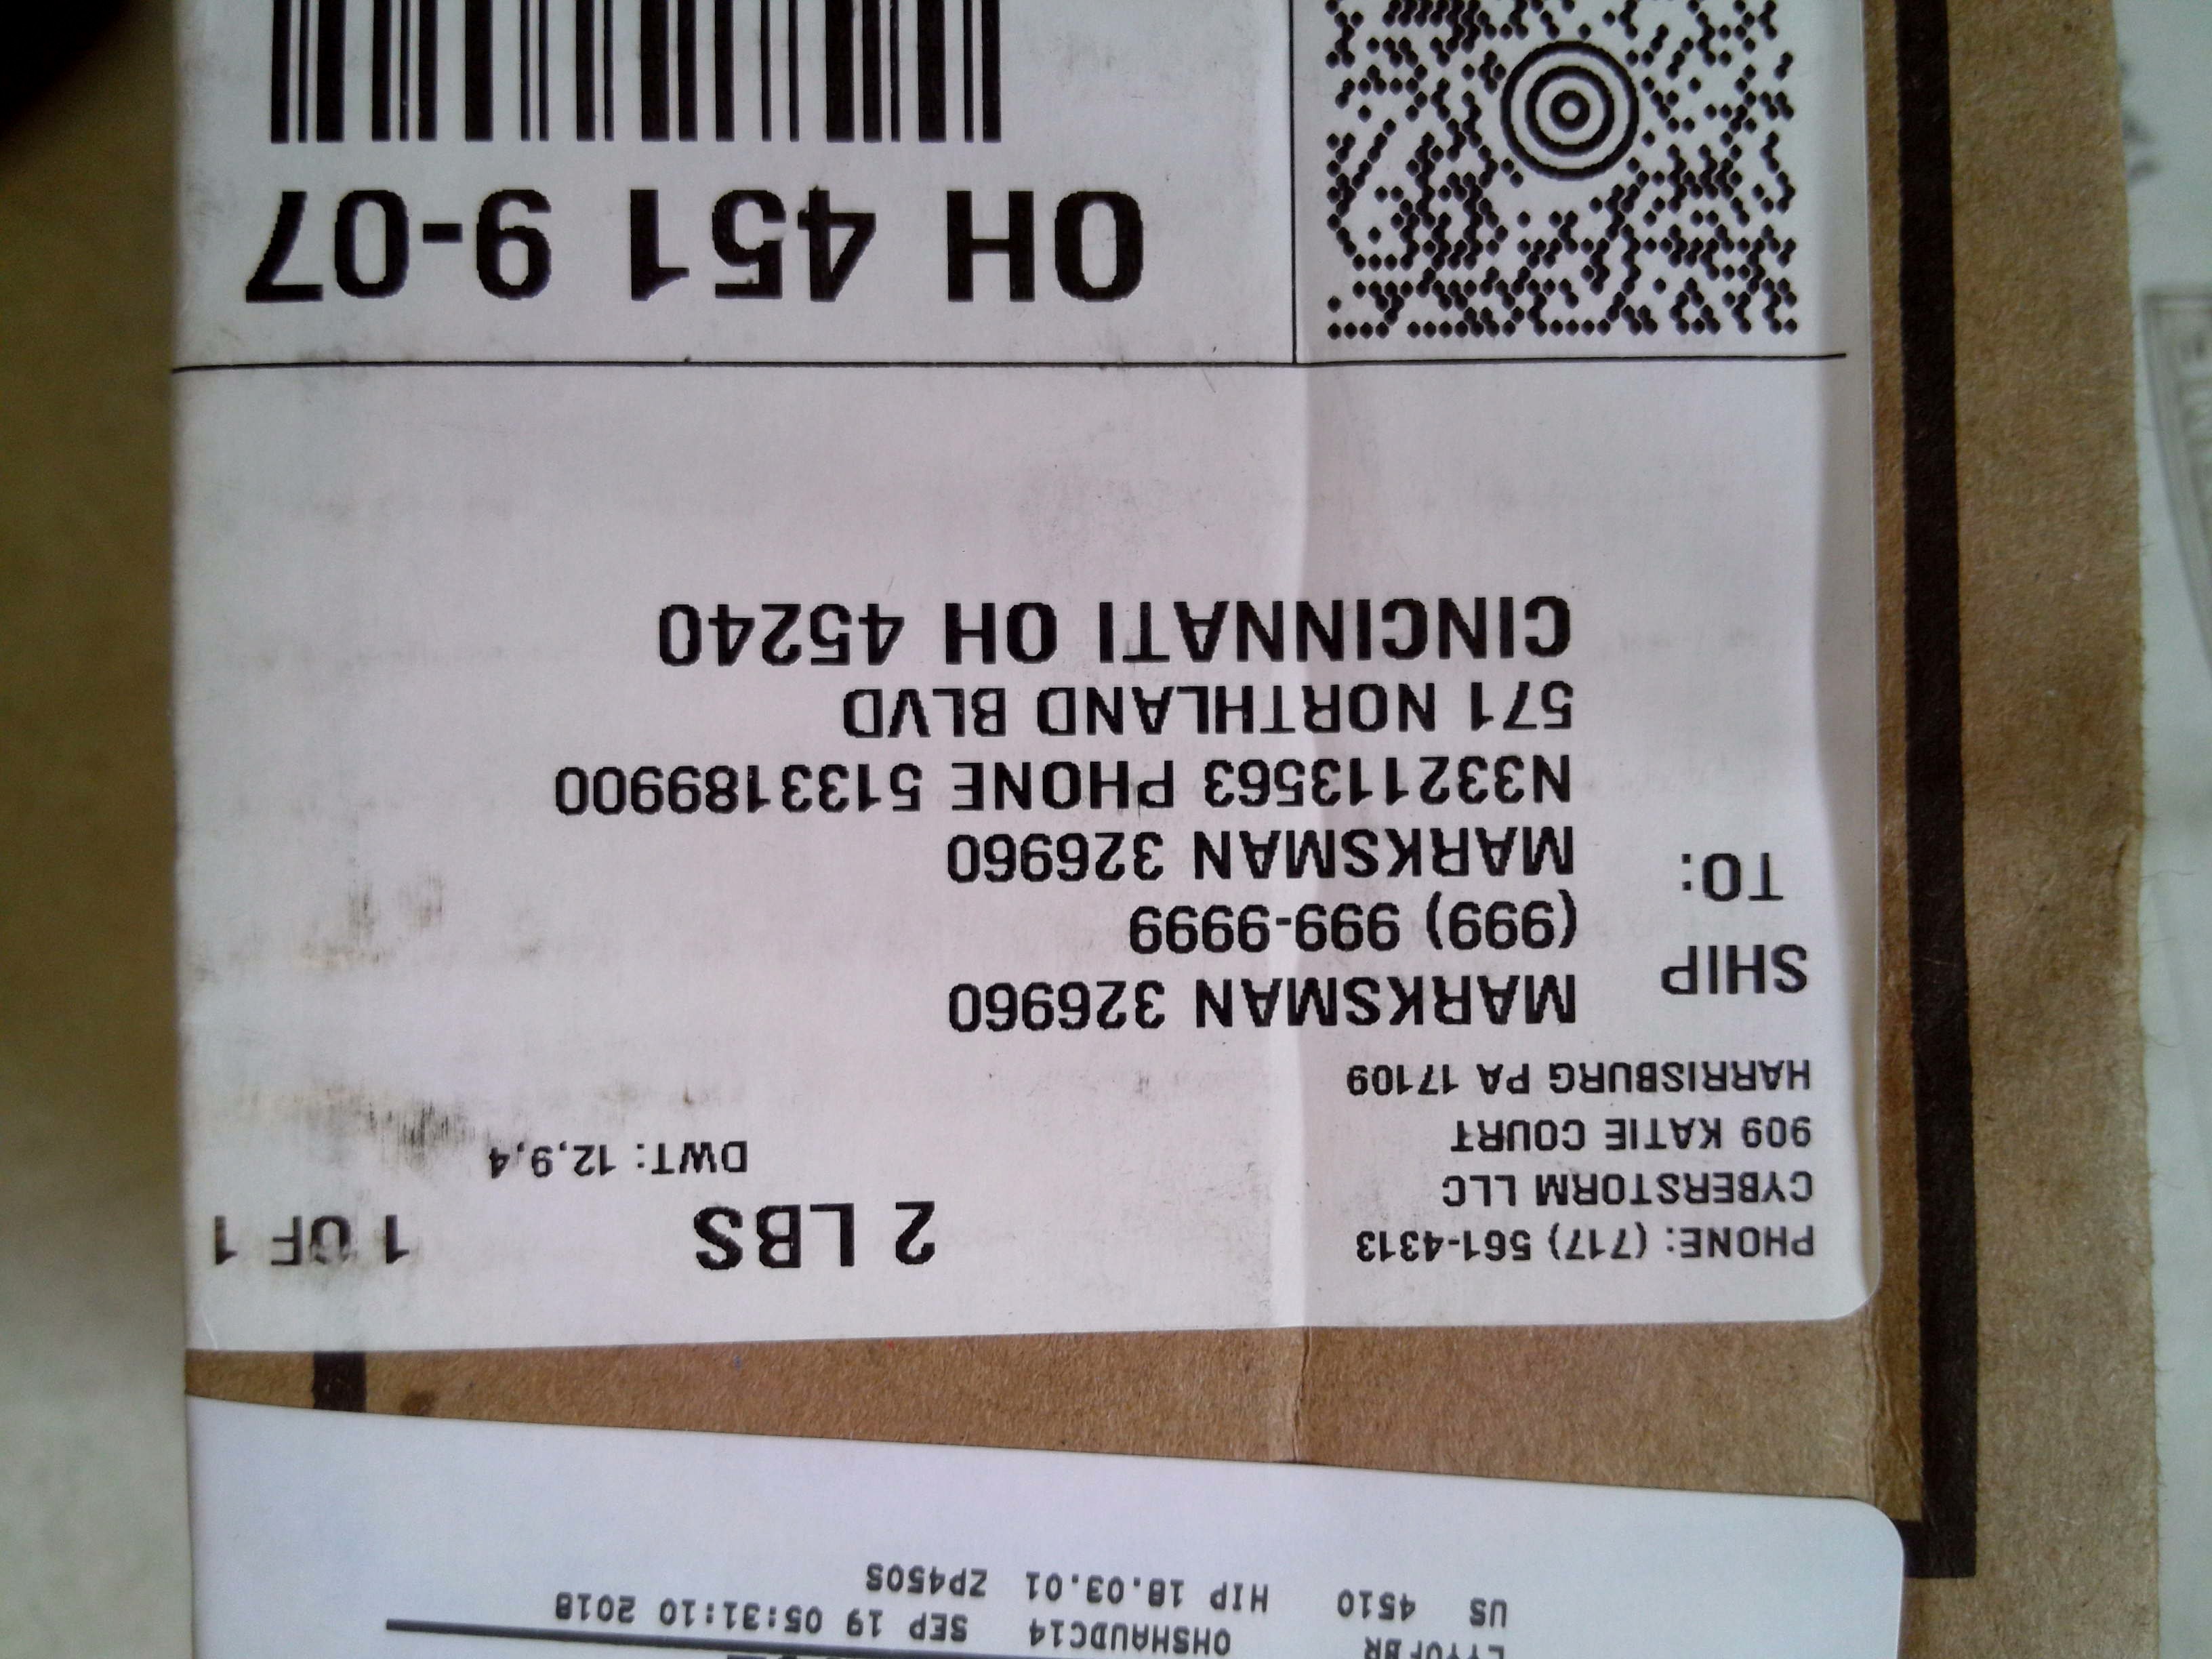 PHONE: (717) 561-4313
CYBERSTORM LLC
909 KATIE COURT
HARRISBURG PA 17109
2 LBS
1 OF 1
DWT: 12,9,4
SHIP
TO:
MARKSMAN 326960
(999) 999-9999
MARKSMAN 326960
N332113563 PHONE 5133189900
571 NORTHLAND BLVD
CINCINNATI OH 45240
OH 451 9-07
OHSHAUDC14 SEP 19 05:31:10 2018
US 4510 HIP 18.03.01 ZP450S